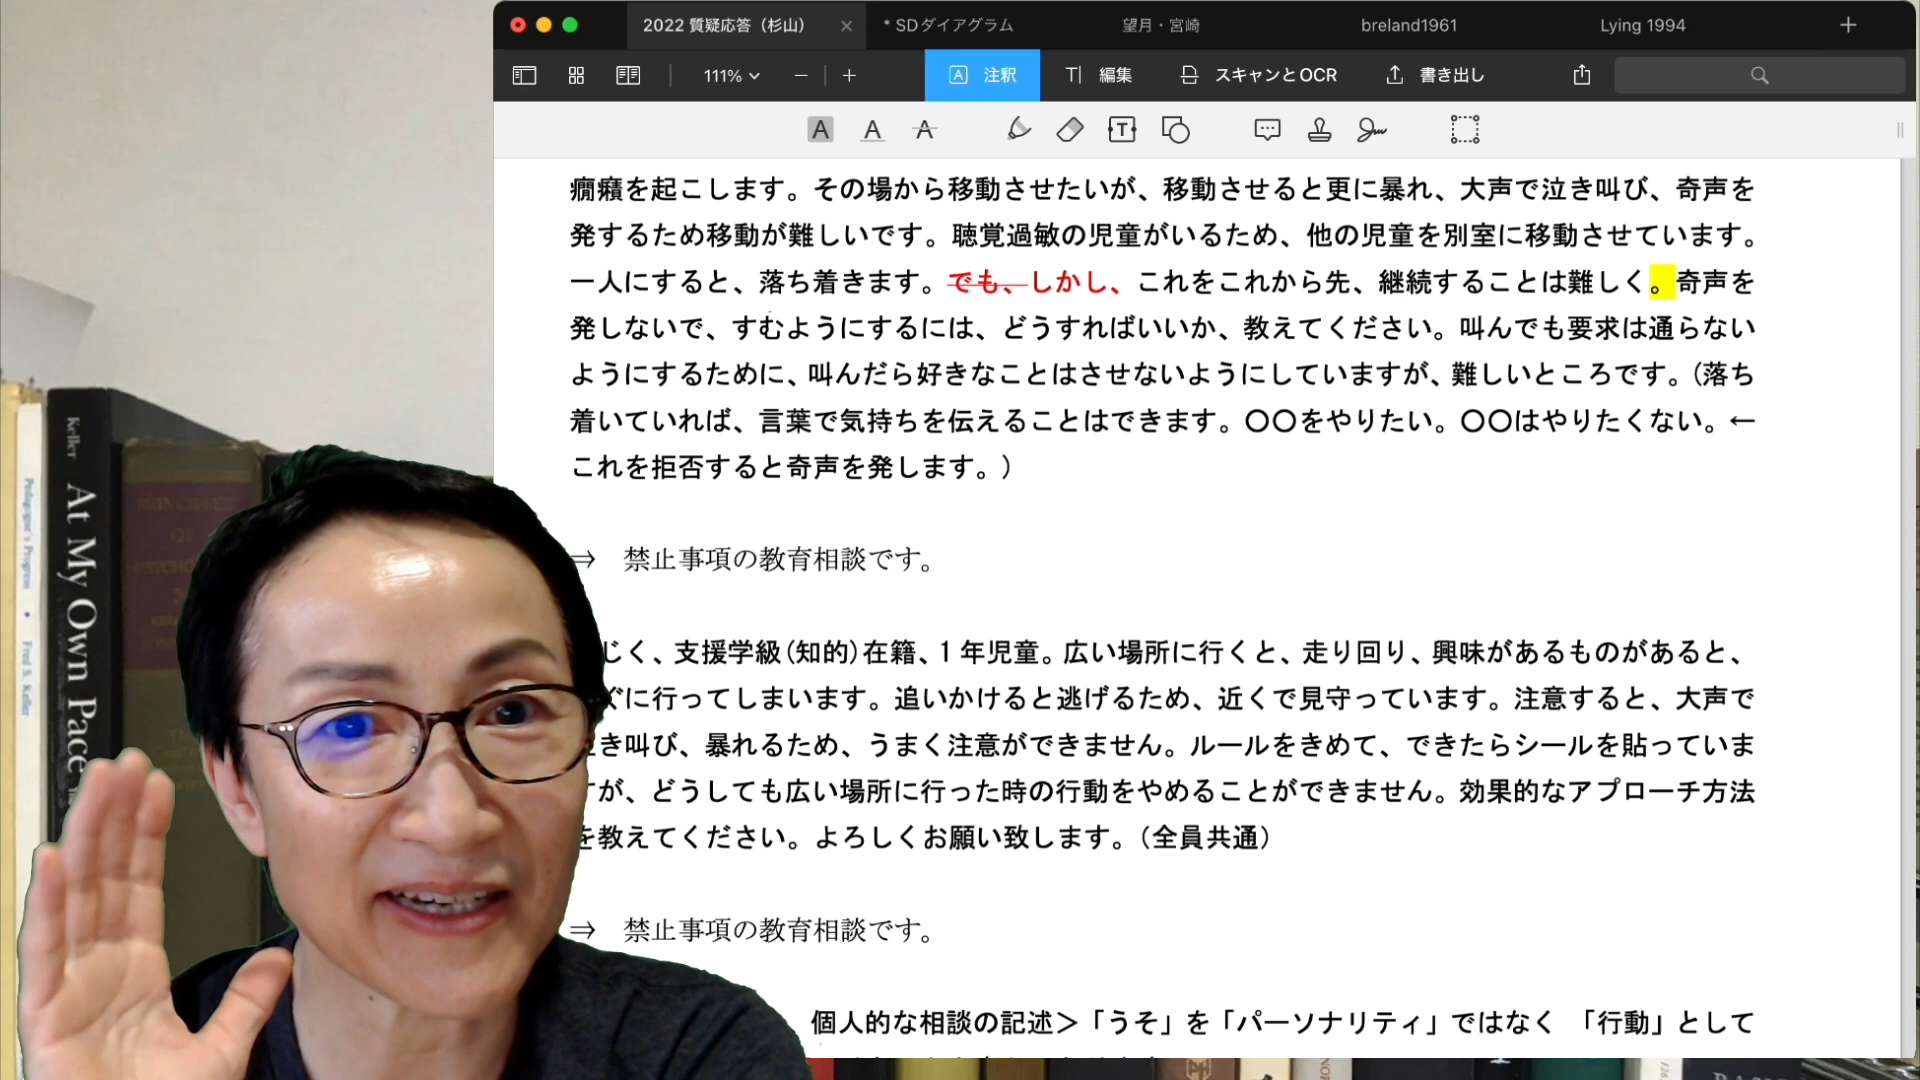 2022 質疑応答（杉山）
* SDダイアグラム
望月・宮崎
breland1961
Lying 1994
111%
注釈
編集
スキャンとOCR
書き出し
癇癪を起こします。その場から移動させたいが、移動させると更に暴れ、大声で泣き叫び、奇声を
発するため移動が難しいです。聴覚過敏の児童がいるため、他の児童を別室に移動させています。
一人にすると、落ち着きます。でも、しかし、これをこれから先、継続することは難しく。奇声を
発しないで、すむようにするには、どうすればいいか、教えてください。叫んでも要求は通らない
ようにするために、叫んだら好きなことはさせないようにしていますが、難しいところです。（落ち
着いていれば、言葉で気持ちを伝えることはできます。〇〇をやりたい。〇〇はやりたくない。←
これを拒否すると奇声を発します。）
⇒ 禁止事項の教育相談です。
じく、支援学級（知的）在籍、1年児童。広い場所に行くと、走り回り、興味があるものがあると、
ぐに行ってしまいます。追いかけると逃げるため、近くで見守っています。注意すると、大声で
き叫び、暴れるため、うまく注意ができません。ルールをきめて、できたらシールを貼っていま
が、どうしても広い場所に行った時の行動をやめることができません。効果的なアプローチ方法
を教えてください。よろしくお願い致します。（全員共通）
⇒ 禁止事項の教育相談です。
個人的な相談の記述＞「うそ」を「パーソナリティ」ではなく 「行動」として
Keller
At My Own Pace
Pedagogue's Progress • Fred S. Keller
PRINCIPLES
OF